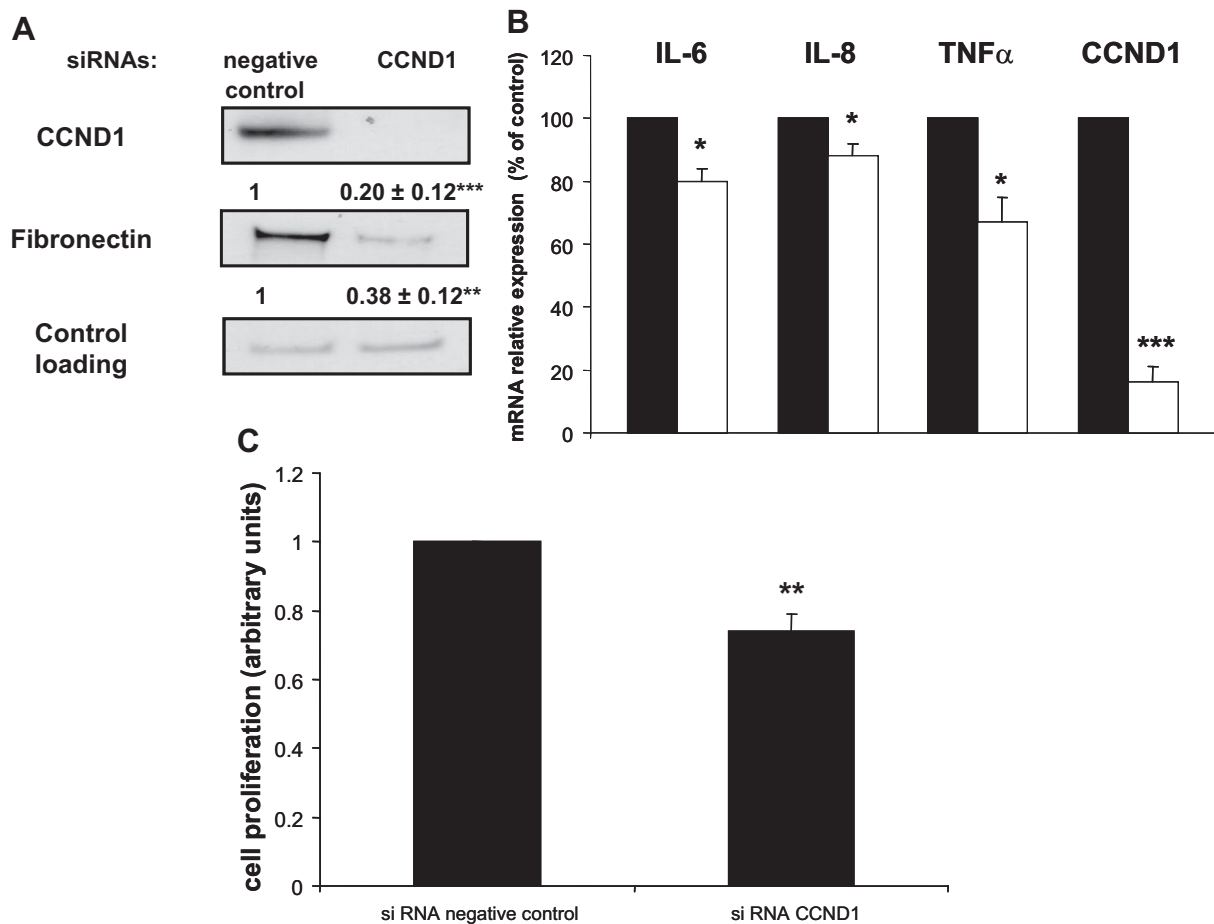 A
siRNAs:
negative
control
CCND1
CCND1
1
0.20 ± 0.12***
Fibronectin
1
0.38 ± 0.12**
Control
loading
B
mRNA relative expression (% of control)
120
100
80
60
40
20
0
IL-6
IL-8
TNFα
CCND1
*
*
*
***
C
cell proliferation (arbitrary units)
1.2
1
0.8
0.6
0.4
0.2
0
**
si RNA negative control
si RNA CCND1